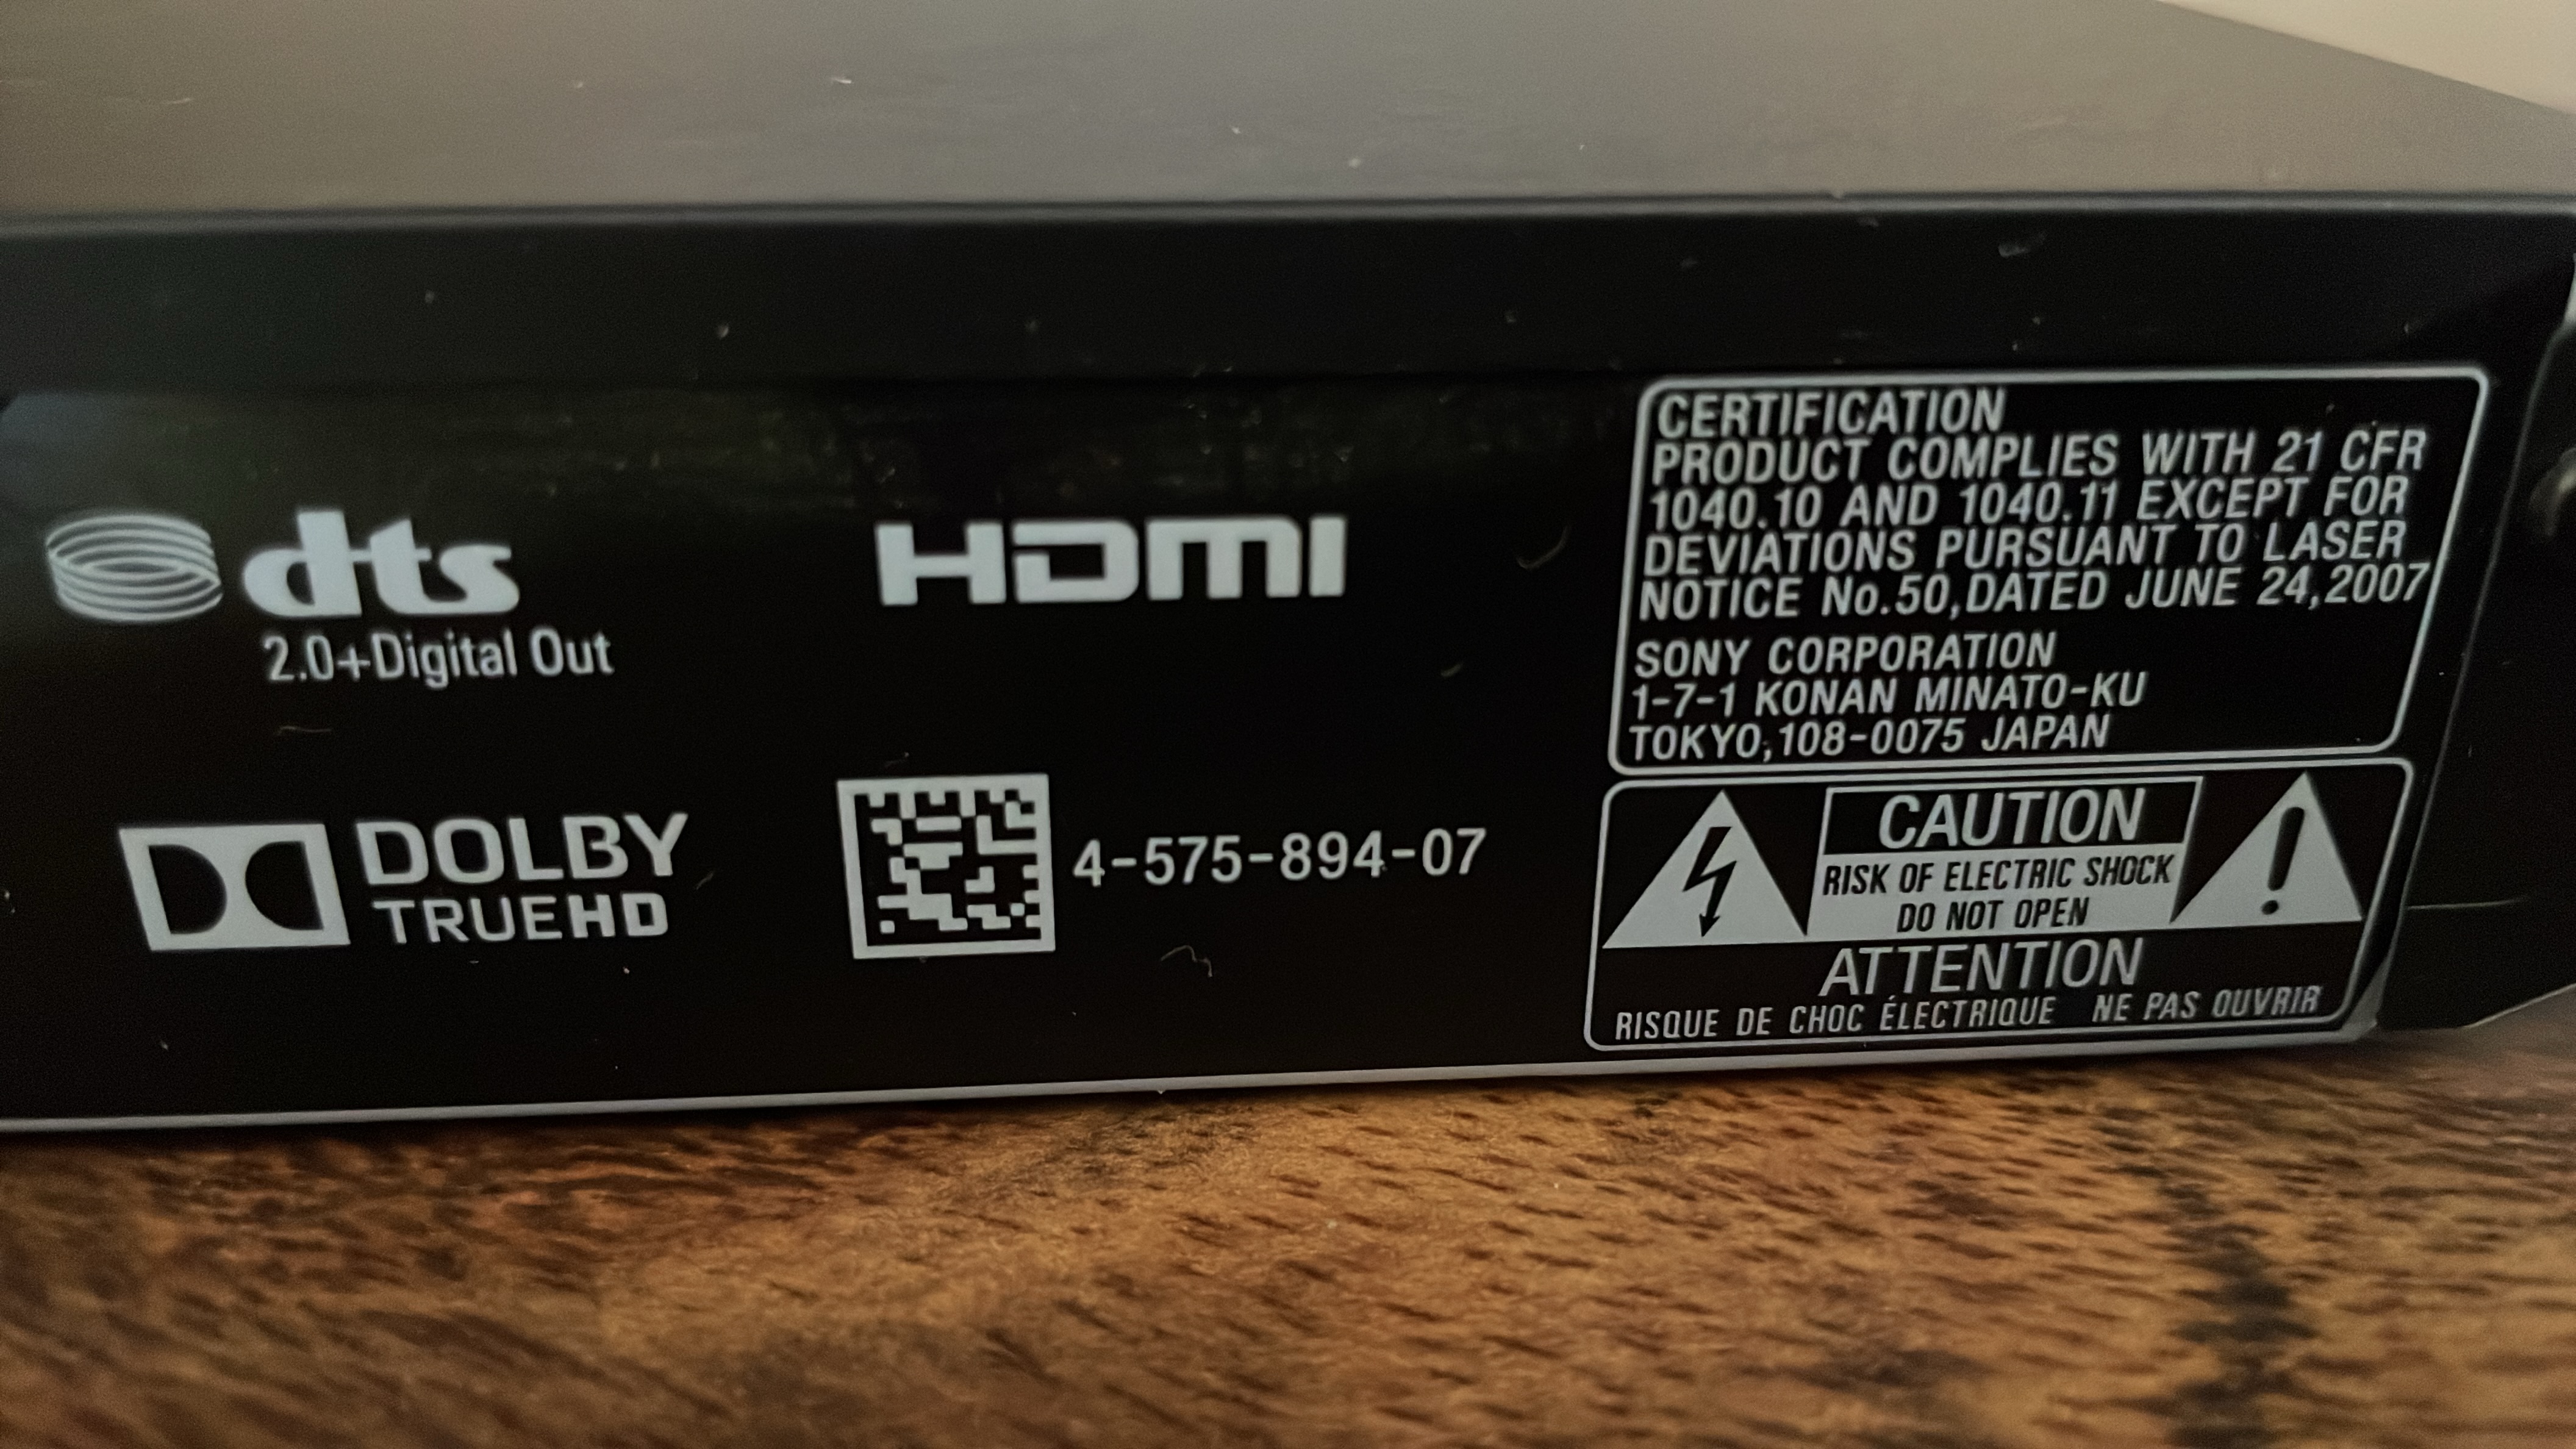 dts
2.0+Digital Out
HDMI
DOLBY
TRUEHD
4-575-894-07
CERTIFICATION
PRODUCT COMPLIES WITH 21 CFR
1040.10 AND 1040.11 EXCEPT FOR
DEVIATIONS PURSUANT TO LASER
NOTICE No.50,DATED JUNE 24,2007
SONY CORPORATION
1-7-1 KONAN MINATO-KU
TOKYO,108-0075 JAPAN
CAUTION
RISK OF ELECTRIC SHOCK
DO NOT OPEN
ATTENTION
RISQUE DE CHOC ÉLECTRIQUE NE PAS OUVRIR